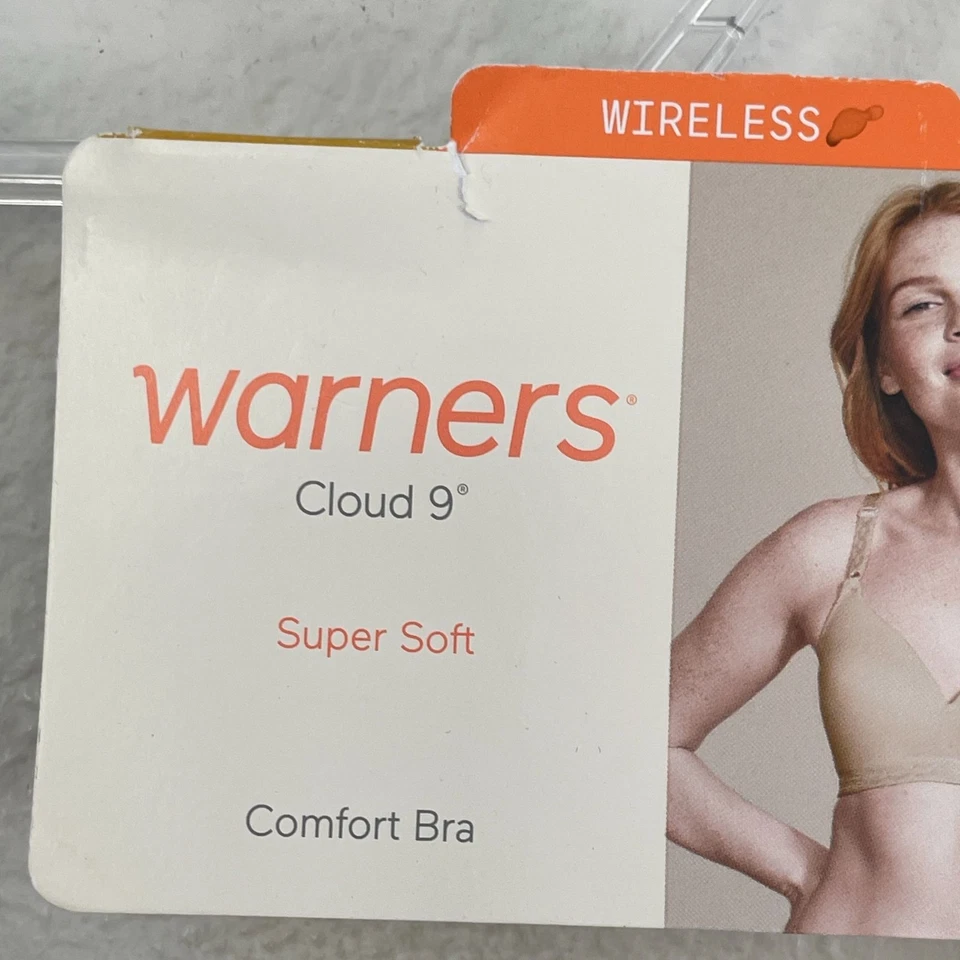 WIRELESS
warners®
Cloud 9®
Super Soft
Comfort Bra